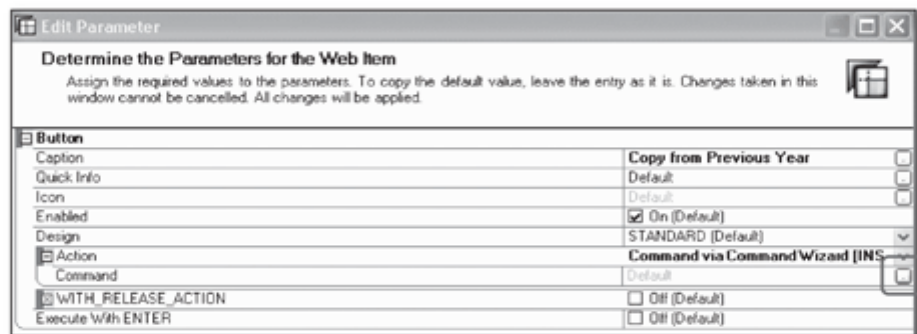 Edit Parameter
Determine the Parameters for the Web Item
Assign the required values to the parameters. To copy the default value, leave the entry as it is. Changes taken in this
window cannot be cancelled. All changes will be applied.
Button
Caption Copy from Previous Year
Quick Info Default
Icon Default
Enabled On (Default)
Design STANDARD (Default)
Action Command via Command Wizard [INS
Command Default
WITH_RELEASE_ACTION Off (Default)
Execute With ENTER Off (Default)